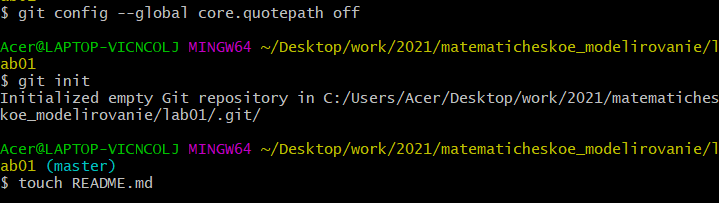 ab01
$ git config --global core.quotepath off
Acer@LAPTOP-VICNCOLJ MINGW64 ~/Desktop/work/2021/matematicheskoe_modelirovanie/l
ab01
$ git init
Initialized empty Git repository in C:/Users/Acer/Desktop/work/2021/matematiches
koe_modelirovanie/lab01/.git/
Acer@LAPTOP-VICNCOLJ MINGW64 ~/Desktop/work/2021/matematicheskoe_modelirovanie/l
ab01 (master)
$ touch README.md